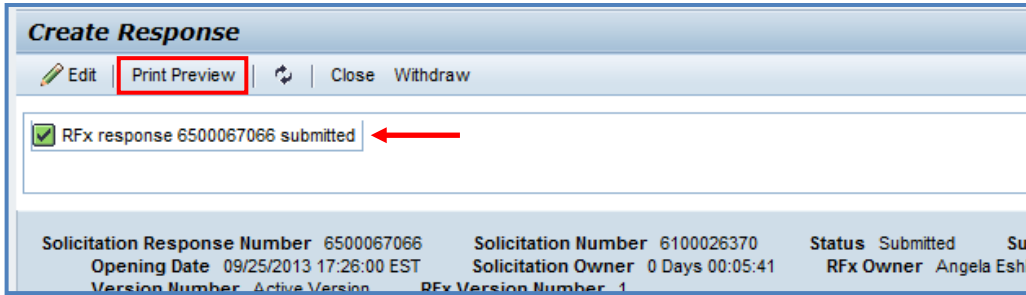 Create Response
Edit Print Preview Close Withdraw
RFx response 6500067066 submitted
Solicitation Response Number 6500067066 Solicitation Number 6100026370 Status Submitted Su
Opening Date 09/25/2013 17:26:00 EST Solicitation Owner 0 Days 00:05:41 RFx Owner Angela Esh
Version Number Active Version RFx Version Number 1